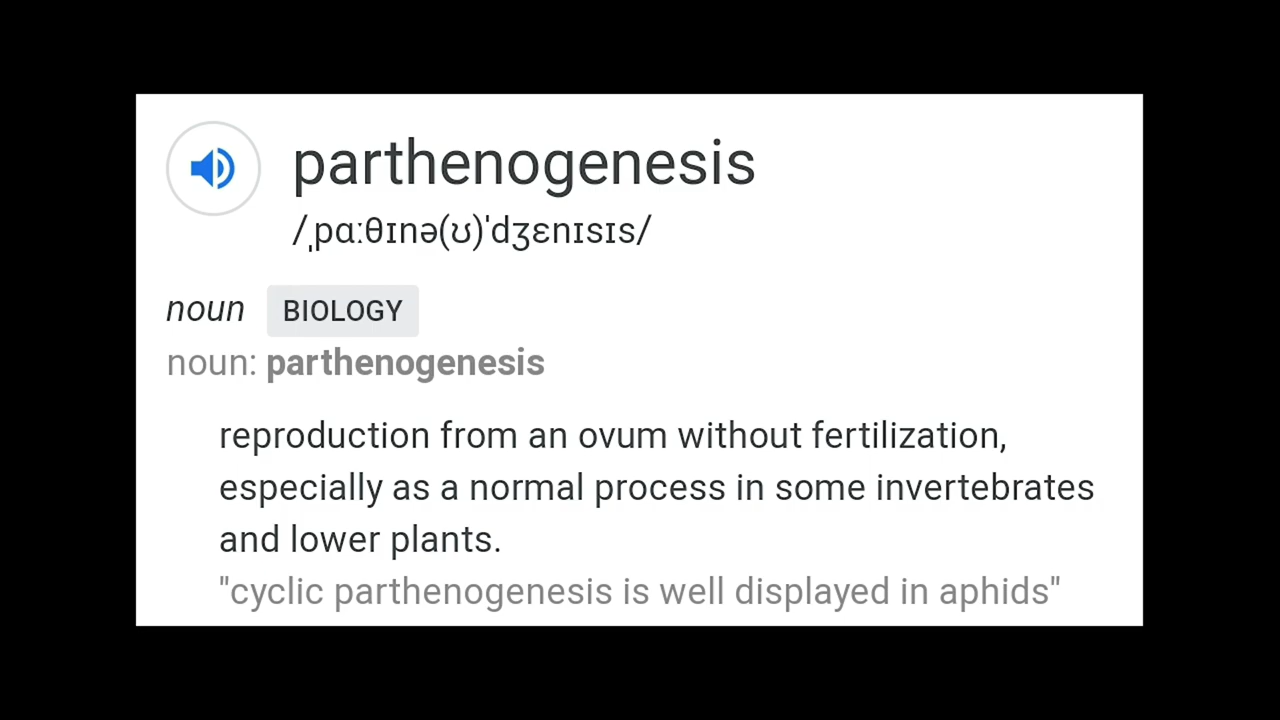 parthenogenesis
/ˌpɑːθɪnə(ʊ)ˈdʒɛnɪsɪs/
noun BIOLOGY
noun: parthenogenesis
reproduction from an ovum without fertilization,
especially as a normal process in some invertebrates
and lower plants.
"cyclic parthenogenesis is well displayed in aphids"